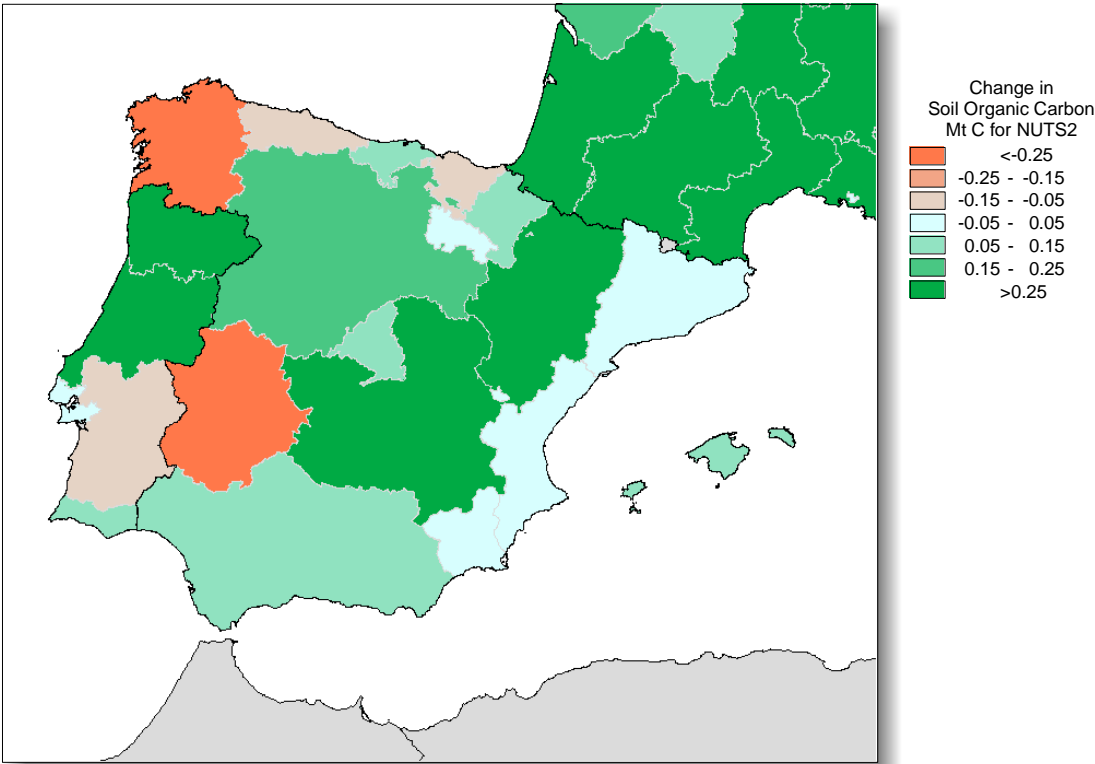 Change in
Soil Organic Carbon
Mt C for NUTS2
<-0.25
-0.25 - -0.15
-0.15 - -0.05
-0.05 - 0.05
0.05 - 0.15
0.15 - 0.25
>0.25